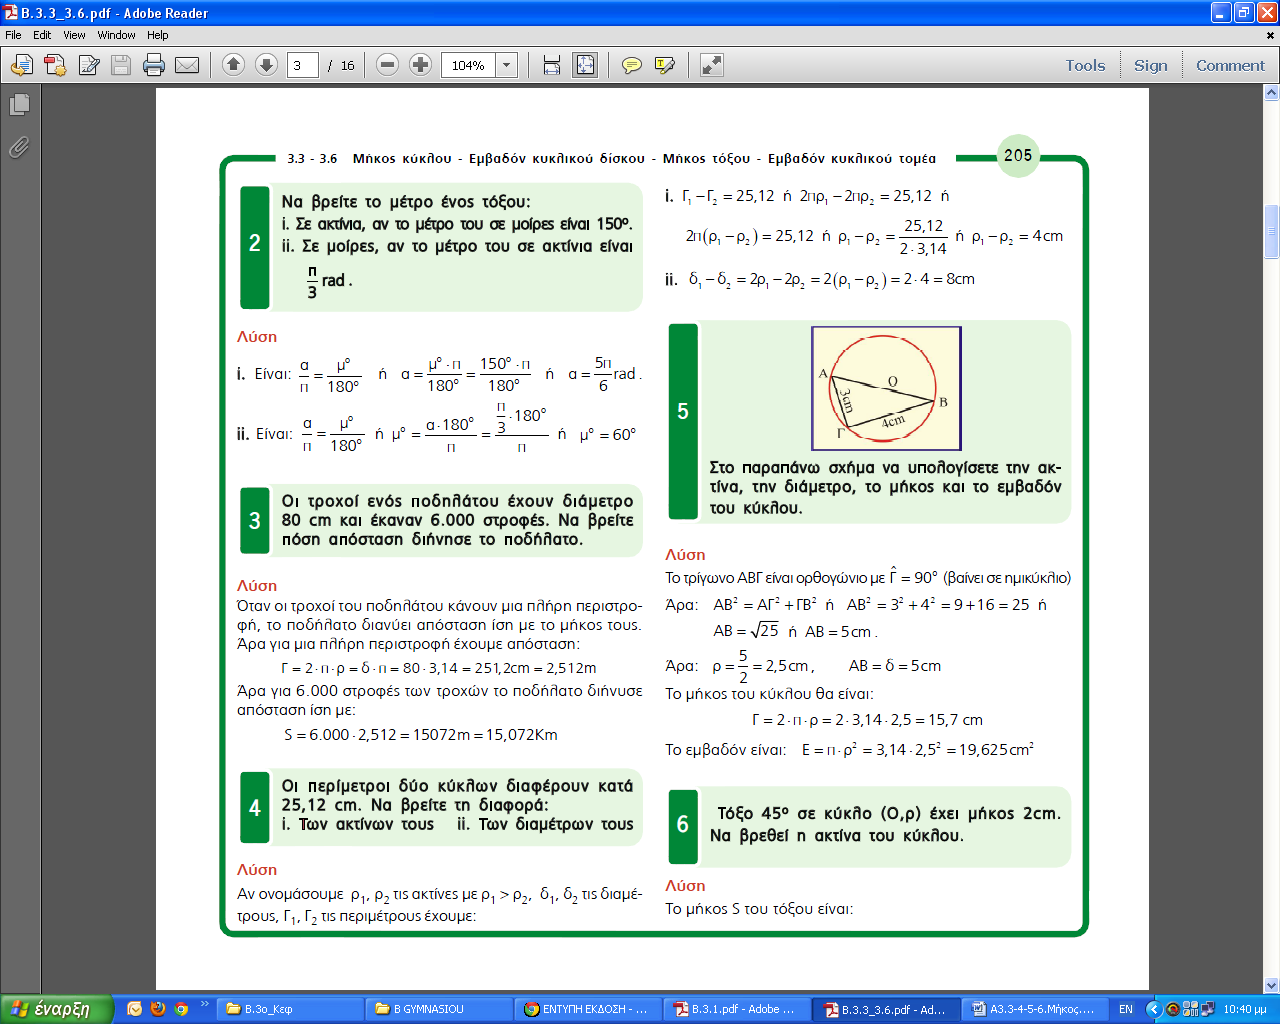 B.3.3_3.6.pdf - Adobe Reader
File Edit View Window Help
3 / 16 104% Tools Sign Comment
3.3 - 3.6 Μήκος κύκλου - Εμβαδόν κυκλικού δίσκου - Μήκος τόξου - Εμβαδόν κυκλικού τομέα 205
2
Να βρείτε το μέτρο ένος τόξου:
i. Σε ακτίνια, αν το μέτρο του σε μοίρες είναι 150°.
ii. Σε μοίρες, αν το μέτρο του σε ακτίνια είναι
π/3 rad .
Λύση
i. Είναι: α/π = μ°/180° ή α = μ°·π/180° = 150°·π/180° ή α = 5π/6 rad .
ii. Είναι: α/π = μ°/180° ή μ° = α·180°/π = π/3·180°/π ή μ° = 60°
3
Οι τροχοί ενός ποδηλάτου έχουν διάμετρο
80 cm και έκαναν 6.000 στροφές. Να βρείτε
πόση απόσταση διήνησε το ποδήλατο.
Λύση
Όταν οι τροχοί του ποδηλάτου κάνουν μια πλήρη περιστρο-
φή, το ποδήλατο διανύει απόσταση ίση με το μήκος τους.
Άρα για μια πλήρη περιστροφή έχουμε απόσταση:
Γ = 2·π·ρ = δ·π = 80·3,14 = 251,2cm = 2,512m
Άρα για 6.000 στροφές των τροχών το ποδήλατο διήνυσε
απόσταση ίση με:
S = 6.000·2,512 = 15072m = 15,072Km
4
Οι περίμετροι δύο κύκλων διαφέρουν κατά
25,12 cm. Να βρείτε τη διαφορά:
i. Των ακτίνων τους ii. Των διαμέτρων τους
Λύση
Αν ονομάσουμε ρ₁, ρ₂ τις ακτίνες με ρ₁ > ρ₂, δ₁, δ₂ τις διαμέ-
τρους, Γ₁, Γ₂ τις περιμέτρους έχουμε:
i. Γ₁ − Γ₂ = 25,12 ή 2πρ₁ − 2πρ₂ = 25,12 ή
2π(ρ₁ − ρ₂) = 25,12 ή ρ₁ − ρ₂ = 25,12/2·3,14 ή ρ₁ − ρ₂ = 4cm
ii. δ₁ − δ₂ = 2ρ₁ − 2ρ₂ = 2(ρ₁ − ρ₂) = 2·4 = 8cm
5
A O B Γ 3cm 4cm
Στο παραπάνω σχήμα να υπολογίσετε την ακ-
τίνα, την διάμετρο, το μήκος και το εμβαδόν
του κύκλου.
Λύση
Το τρίγωνο ΑΒΓ είναι ορθογώνιο με Γ̂ = 90° (βαίνει σε ημικύκλιο)
Άρα: ΑΒ² = ΑΓ² + ΓΒ² ή ΑΒ² = 3² + 4² = 9 + 16 = 25 ή
ΑΒ = √25 ή ΑΒ = 5cm .
Άρα: ρ = 5/2 = 2,5cm , ΑΒ = δ = 5cm
Το μήκος του κύκλου θα είναι:
Γ = 2·π·ρ = 2·3,14·2,5 = 15,7 cm
Το εμβαδόν είναι: Ε = π·ρ² = 3,14·2,5² = 19,625cm²
6
Τόξο 45° σε κύκλο (Ο,ρ) έχει μήκος 2cm.
Να βρεθεί η ακτίνα του κύκλου.
Λύση
Το μήκος S του τόξου είναι:
έναρξη B.3o_Κεφ B GYMNASIOU ΕΝΤΥΠΗ ΕΚΔΟΣΗ - ... B.3.1.pdf - Adobe ... B.3.3_3.6.pdf - Ad... A3.3-4-5-6.Μήκος.... EN 10:40 μμ